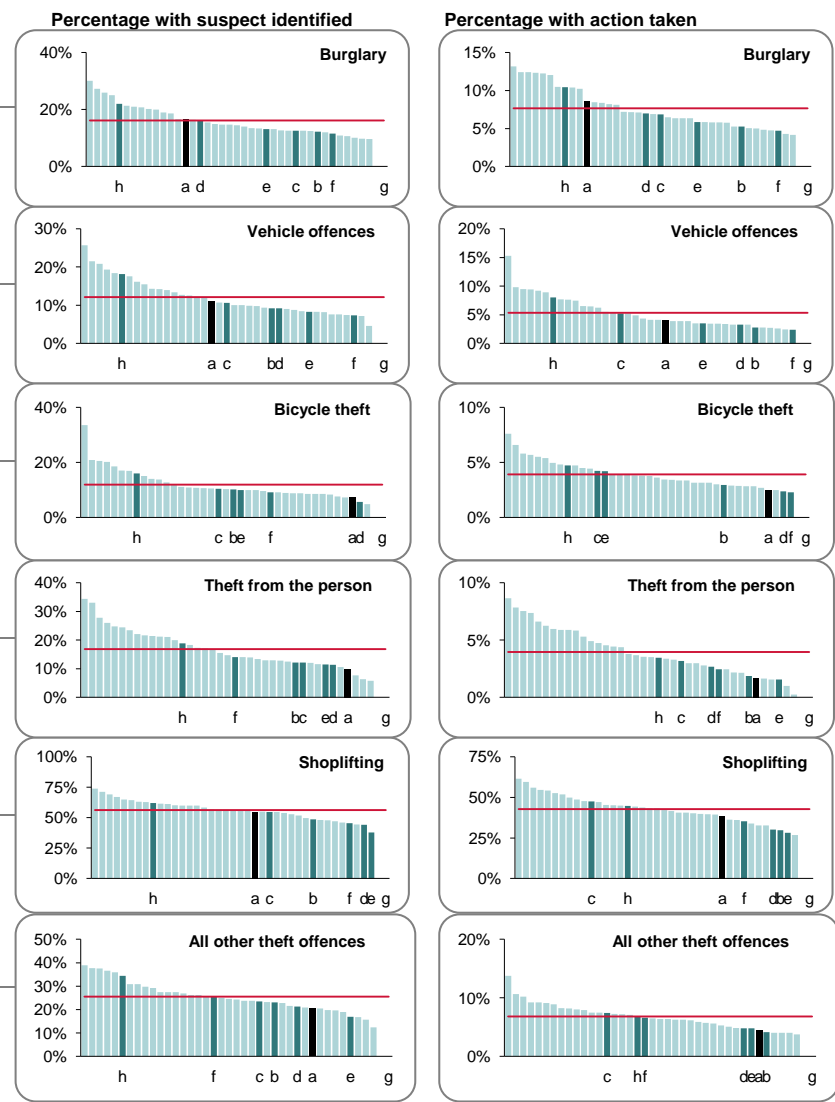 Percentage with suspect identified
Percentage with action taken
Burglary
40%
20%
0%
h a d e c b f g
Burglary
15%
10%
5%
0%
h a d c e b f g
Vehicle offences
30%
20%
10%
0%
h a c bd e f g
Vehicle offences
20%
15%
10%
5%
0%
h c a e d b f g
Bicycle theft
40%
20%
0%
h c be f ad g
Bicycle theft
10%
5%
0%
h ce b a df g
Theft from the person
40%
30%
20%
10%
0%
h f bc ed a g
Theft from the person
10%
5%
0%
h c df ba e g
Shoplifting
100%
75%
50%
25%
0%
h a c b f de g
Shoplifting
75%
50%
25%
0%
c h a f dbe g
All other theft offences
50%
40%
30%
20%
10%
0%
h f c b d a e g
All other theft offences
20%
10%
0%
c hf deab g